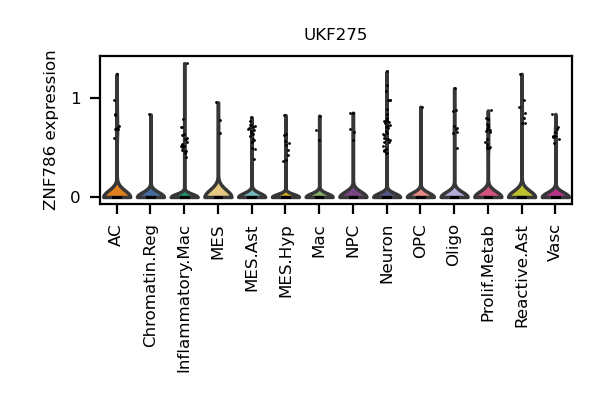 UKF275
ZNF786 expression
1
0
AC
Chromatin.Reg
Inflammatory.Mac
MES
MES.Ast
MES.Hyp
Mac
NPC
Neuron
OPC
Oligo
Prolif.Metab
Reactive.Ast
Vasc